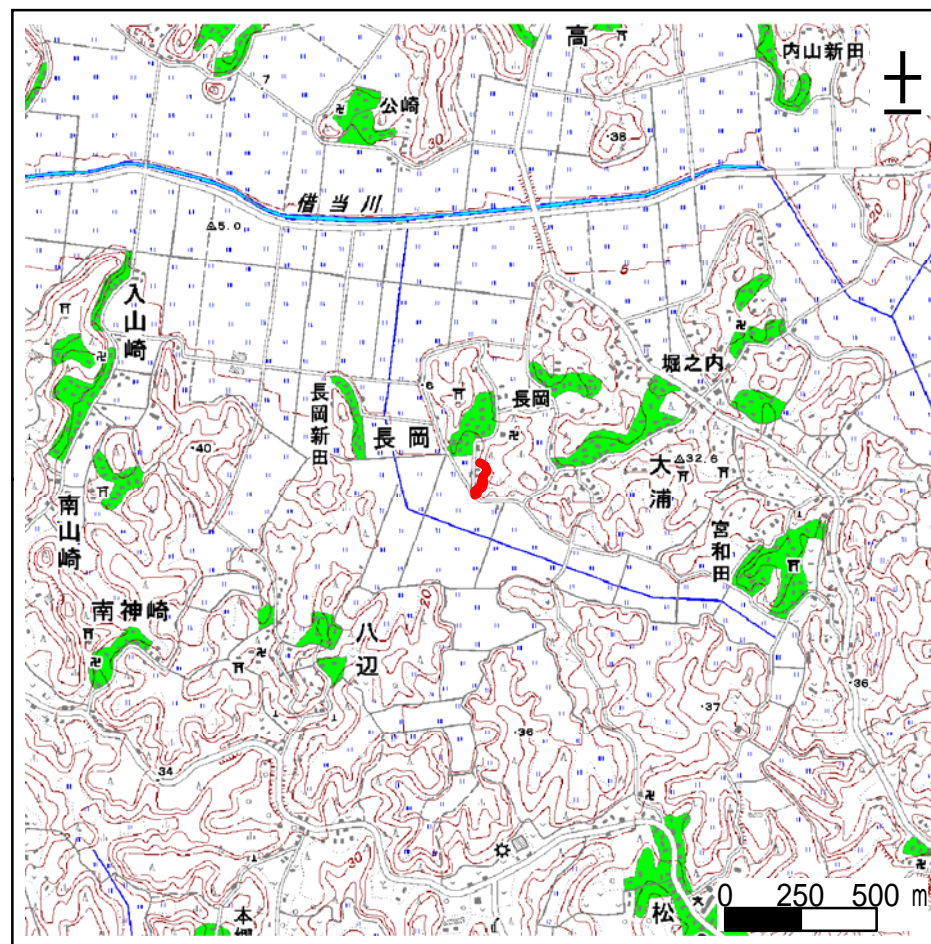 高
内山新田
7
公崎
30
38
借当川
5.0
20
5
入山崎
堀之内
6
長岡
長岡新田
長岡
40
32.6
大浦
南山崎
宮和田
南神崎
20
八辺
36
37
36
34
30
松
本郷
0 250 500 m